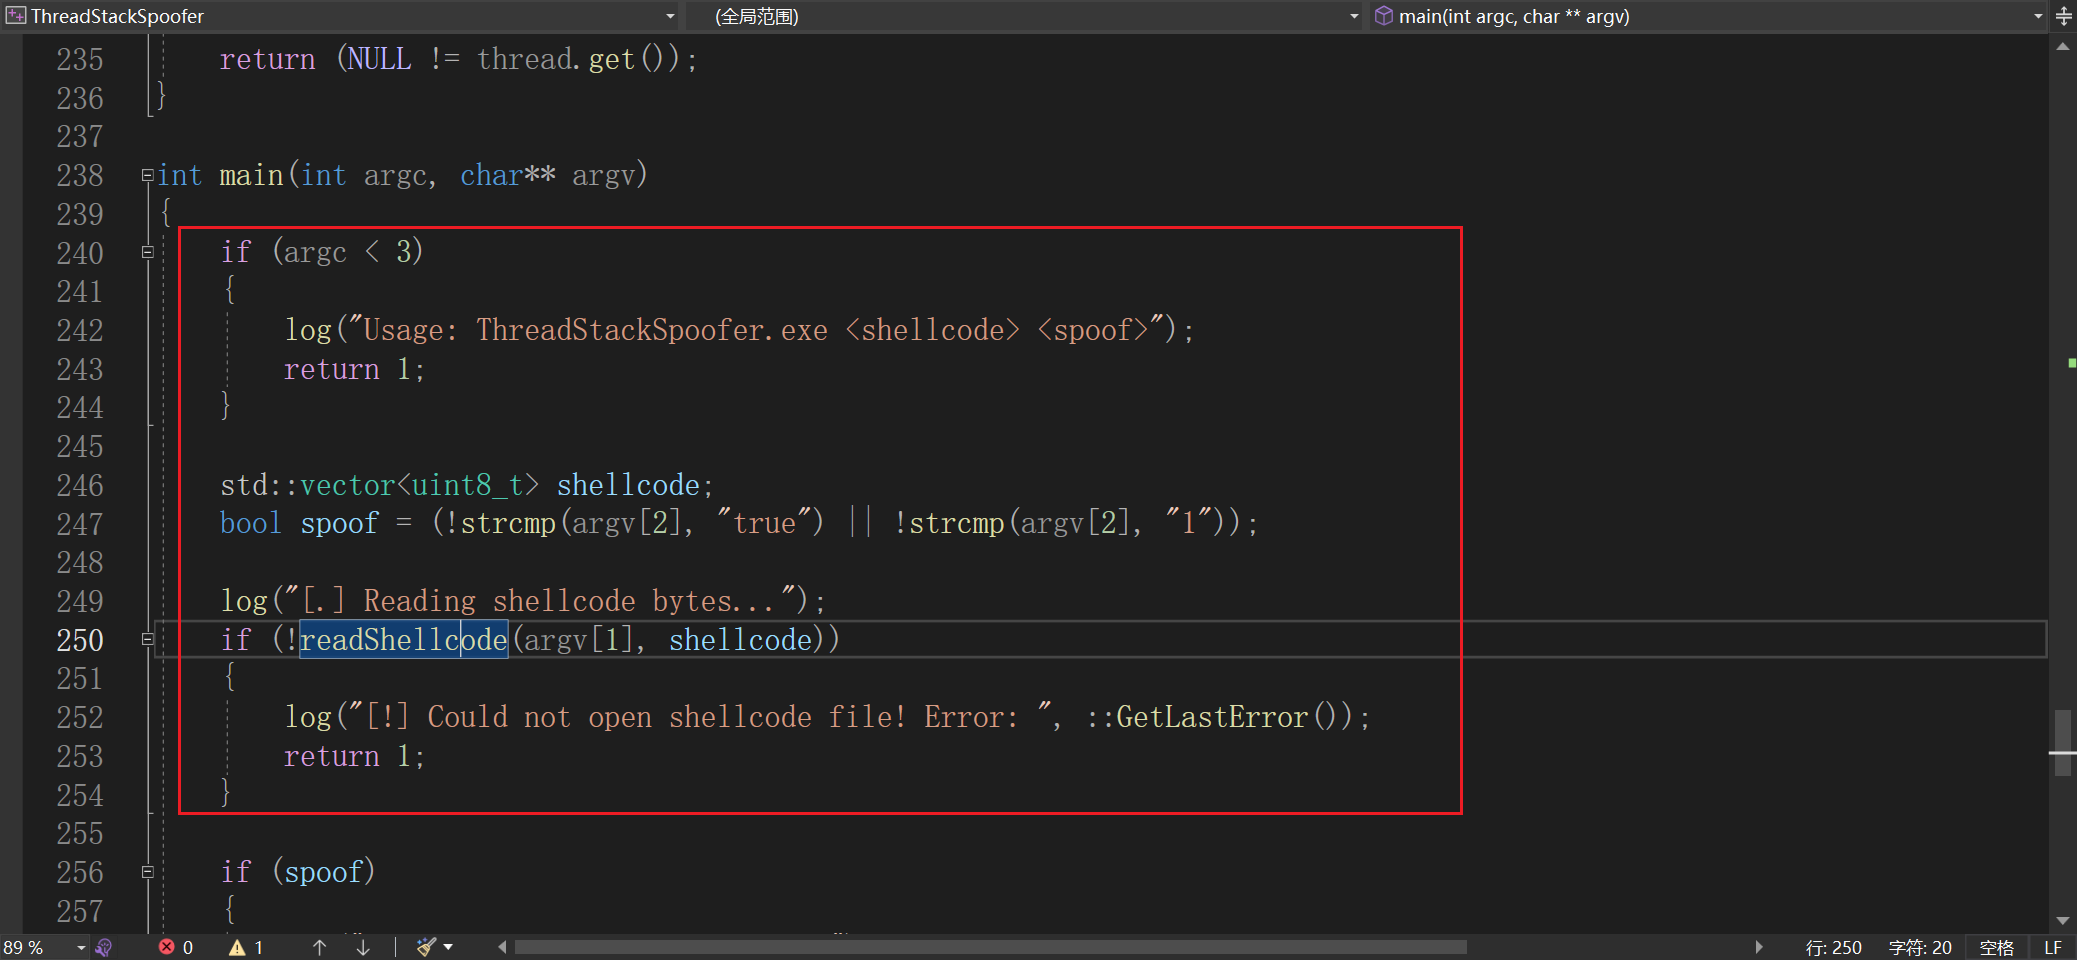 ThreadStackSpoofer (全局范围) main(int argc, char ** argv)
235 return (NULL != thread.get());
236 }
237
238 int main(int argc, char** argv)
239 {
240 if (argc < 3)
241 {
242 log("Usage: ThreadStackSpoofer.exe <shellcode> <spoof>");
243 return 1;
244 }
245
246 std::vector<uint8_t> shellcode;
247 bool spoof = (!strcmp(argv[2], "true") || !strcmp(argv[2], "1"));
248
249 log("[.] Reading shellcode bytes...");
250 if (!readShellcode(argv[1], shellcode))
251 {
252 log("[!] Could not open shellcode file! Error: ", ::GetLastError());
253 return 1;
254 }
255
256 if (spoof)
257 {
89 % 0 1 行: 250 字符: 20 空格 LF